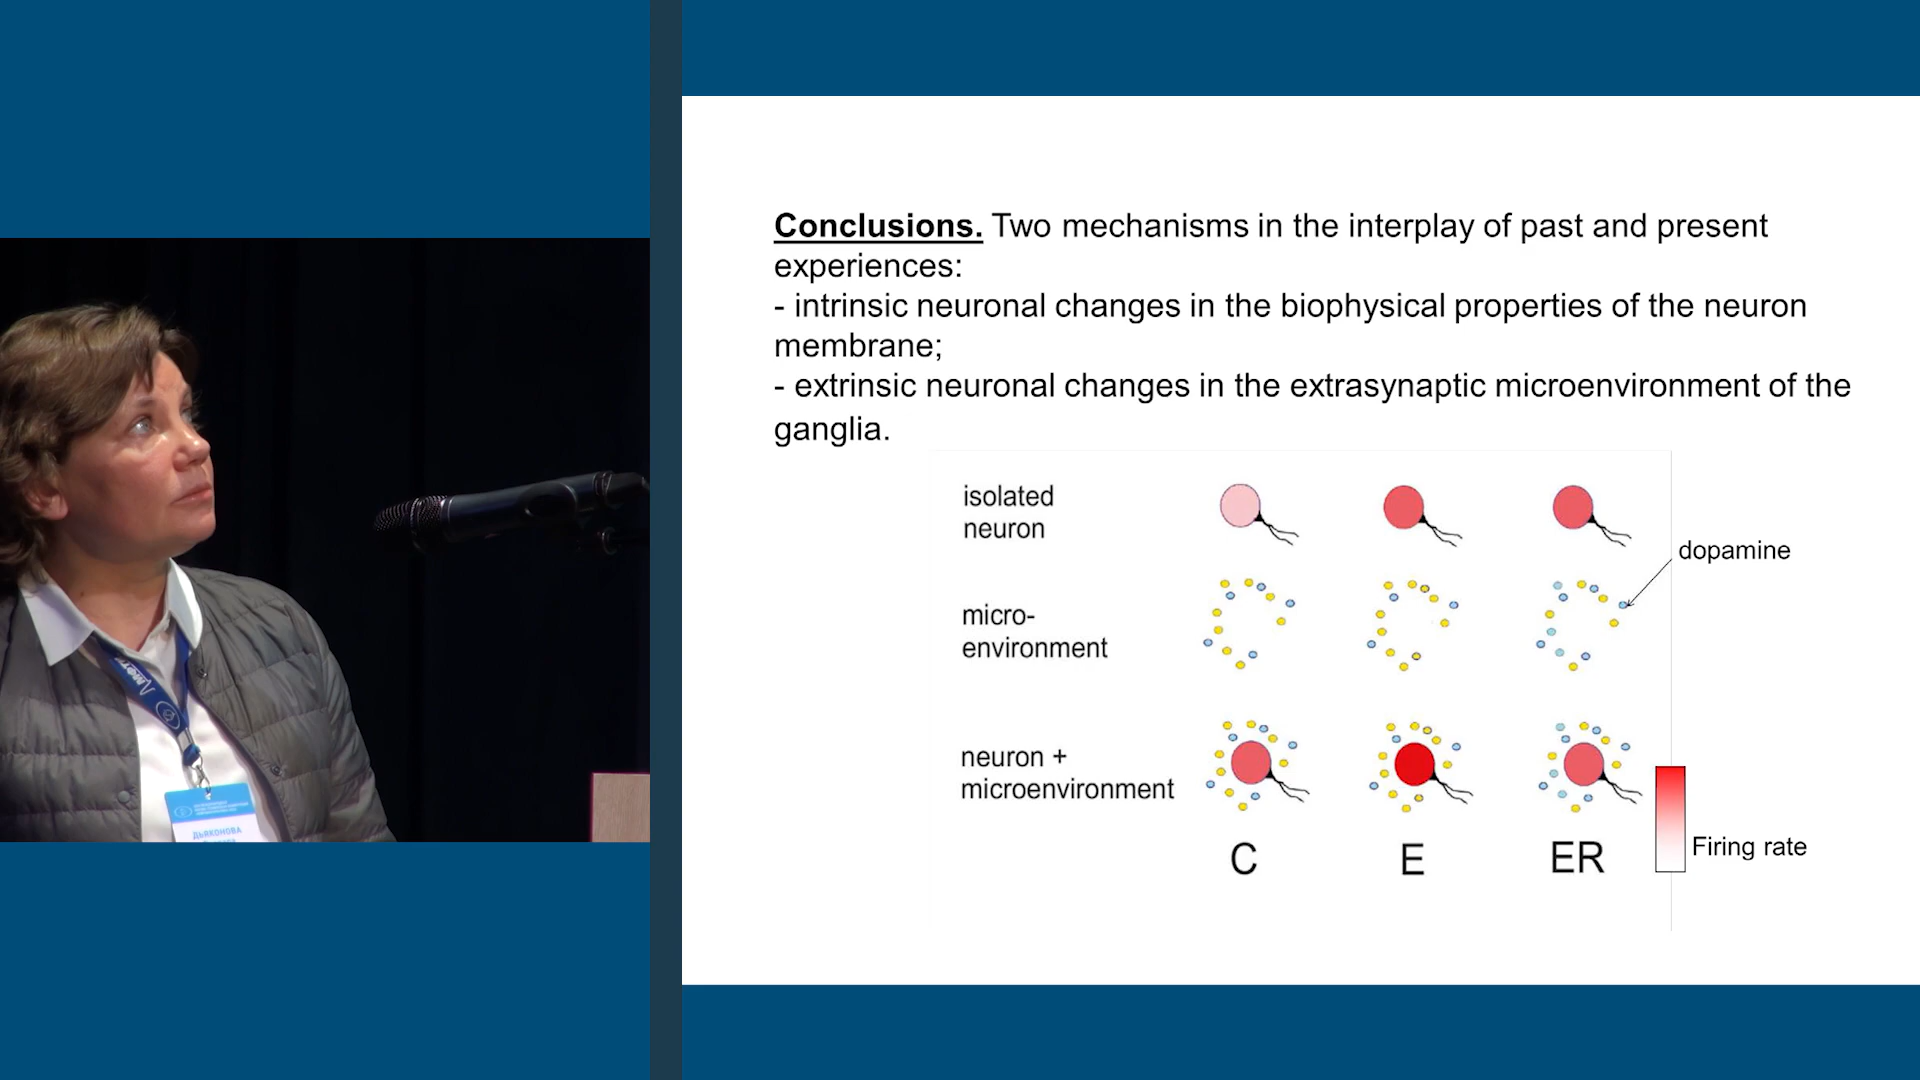 Conclusions. Two mechanisms in the interplay of past and present
experiences:
- intrinsic neuronal changes in the biophysical properties of the neuron
membrane;
- extrinsic neuronal changes in the extrasynaptic microenvironment of the
ganglia.
isolated
neuron
dopamine
micro-
environment
neuron +
microenvironment
Firing rate
C E ER
ДЬЯКОНОВА